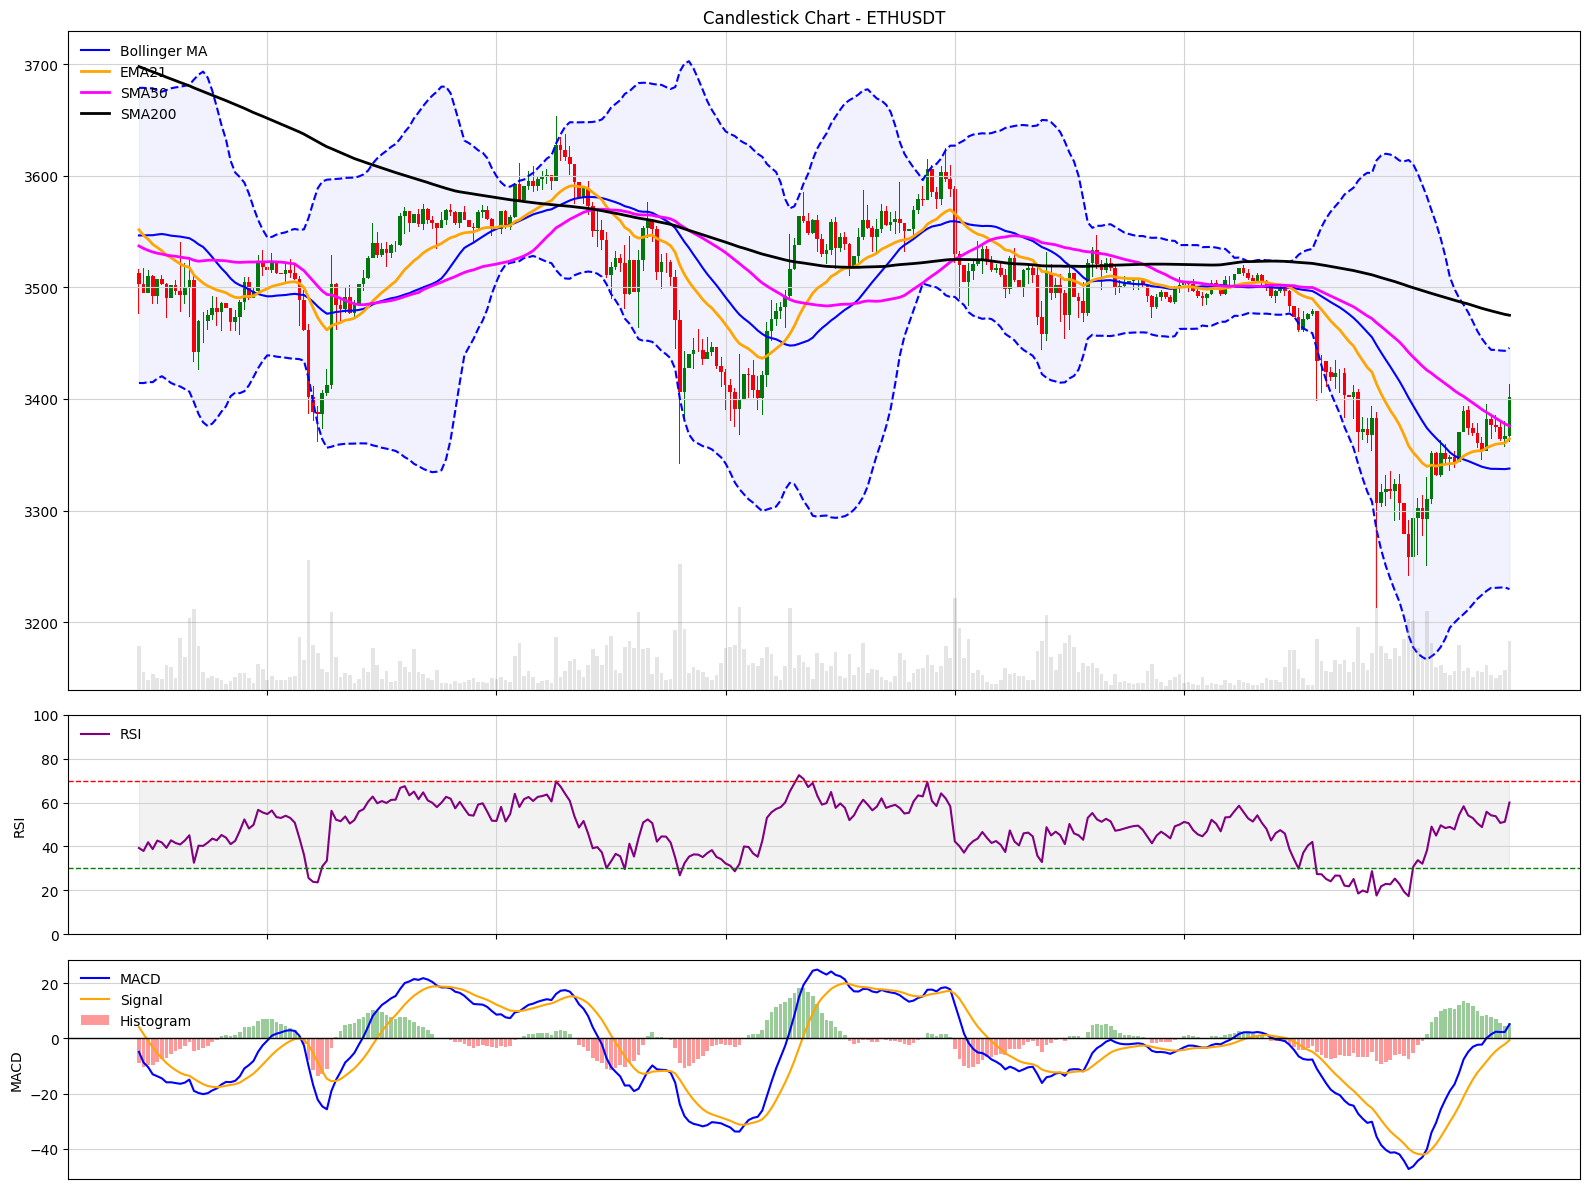 Candlestick Chart - ETHUSDT
Bollinger MA
EMA21
SMA50
SMA200
3700
3600
3500
3400
3300
3200
RSI
100
80
60
40
20
0
RSI
MACD
Signal
Histogram
20
0
−20
−40
MACD